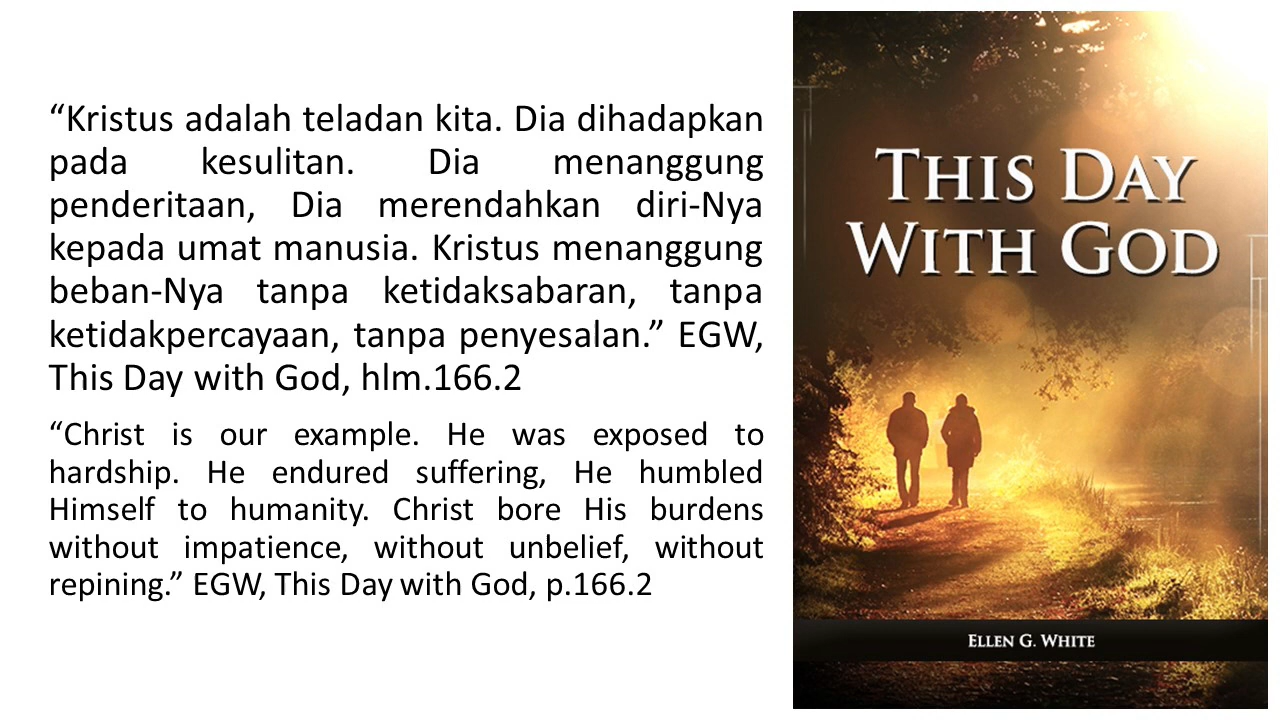 “Kristus adalah teladan kita. Dia dihadapkan
pada kesulitan. Dia menanggung
penderitaan, Dia merendahkan diri-Nya
kepada umat manusia. Kristus menanggung
beban-Nya tanpa ketidaksabaran, tanpa
ketidakpercayaan, tanpa penyesalan.” EGW,
This Day with God, hlm.166.2
“Christ is our example. He was exposed to
hardship. He endured suffering, He humbled
Himself to humanity. Christ bore His burdens
without impatience, without unbelief, without
repining.” EGW, This Day with God, p.166.2
THIS DAY
WITH GOD
ELLEN G. WHITE